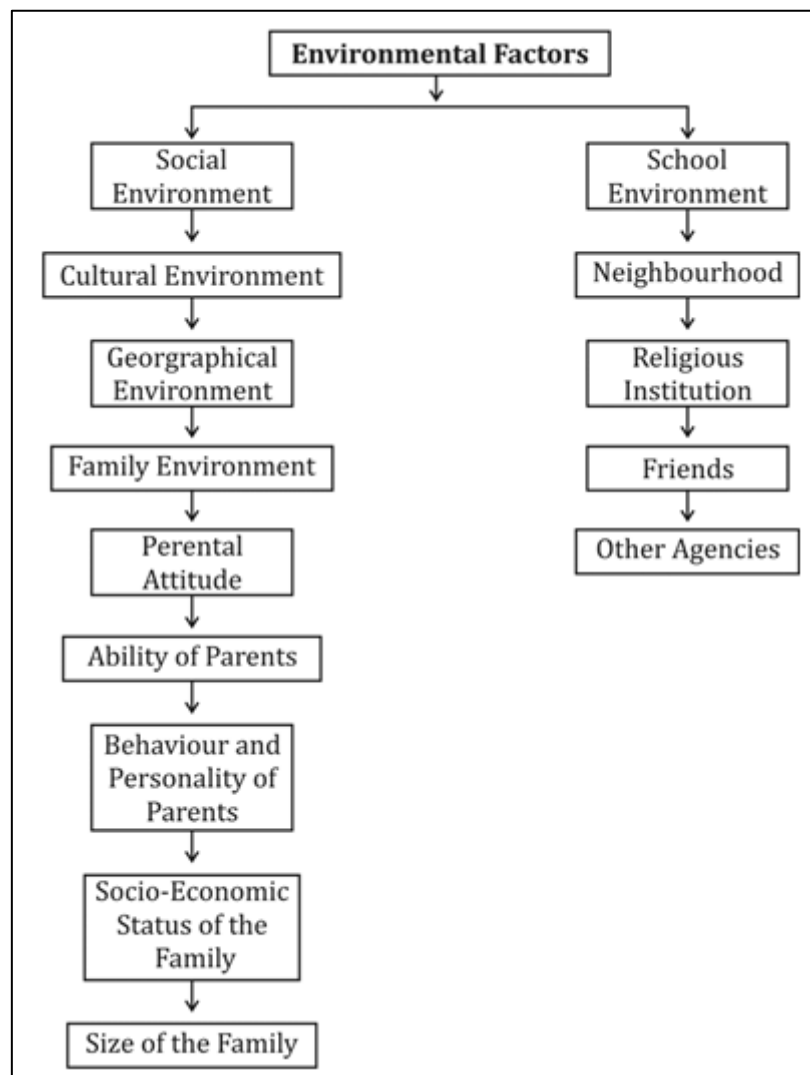 Environmental Factors
Social
Environment
Cultural Environment
Georgraphical
Environment
Family Environment
Perental
Attitude
Ability of Parents
Behaviour and
Personality of
Parents
Socio-Economic
Status of the
Family
Size of the Family
School
Environment
Neighbourhood
Religious
Institution
Friends
Other Agencies